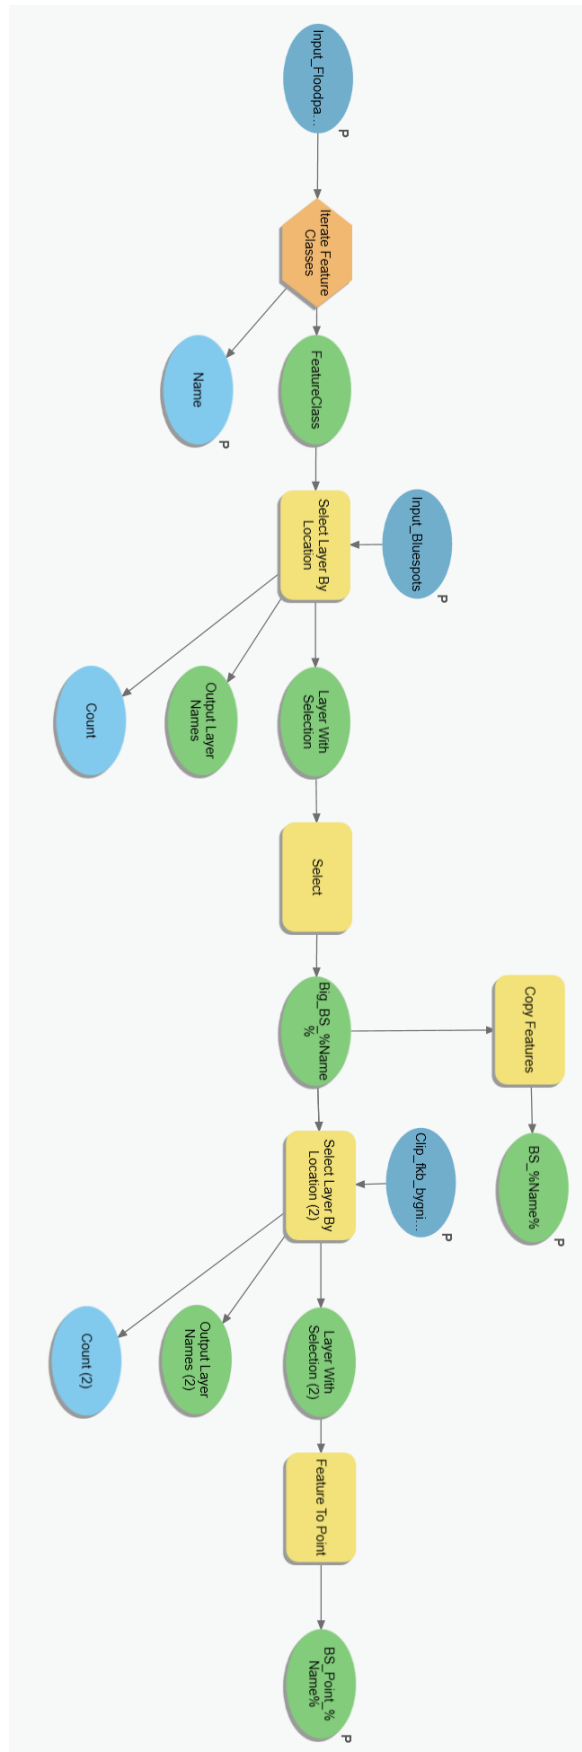 Input_Floodpa...
P
Iterate Feature
Classes
Name
P
FeatureClass
Select Layer By
Location
Input_Bluespots
P
Count
Output Layer
Names
Layer With
Selection
Select
Big_BS_%Name
%
Copy Features
BS_%Name%
P
Select Layer By
Location (2)
Clip_fkb_bygni...
P
Count (2)
Output Layer
Names (2)
Layer With
Selection (2)
Feature To Point
BS_Point_%
Name%
P